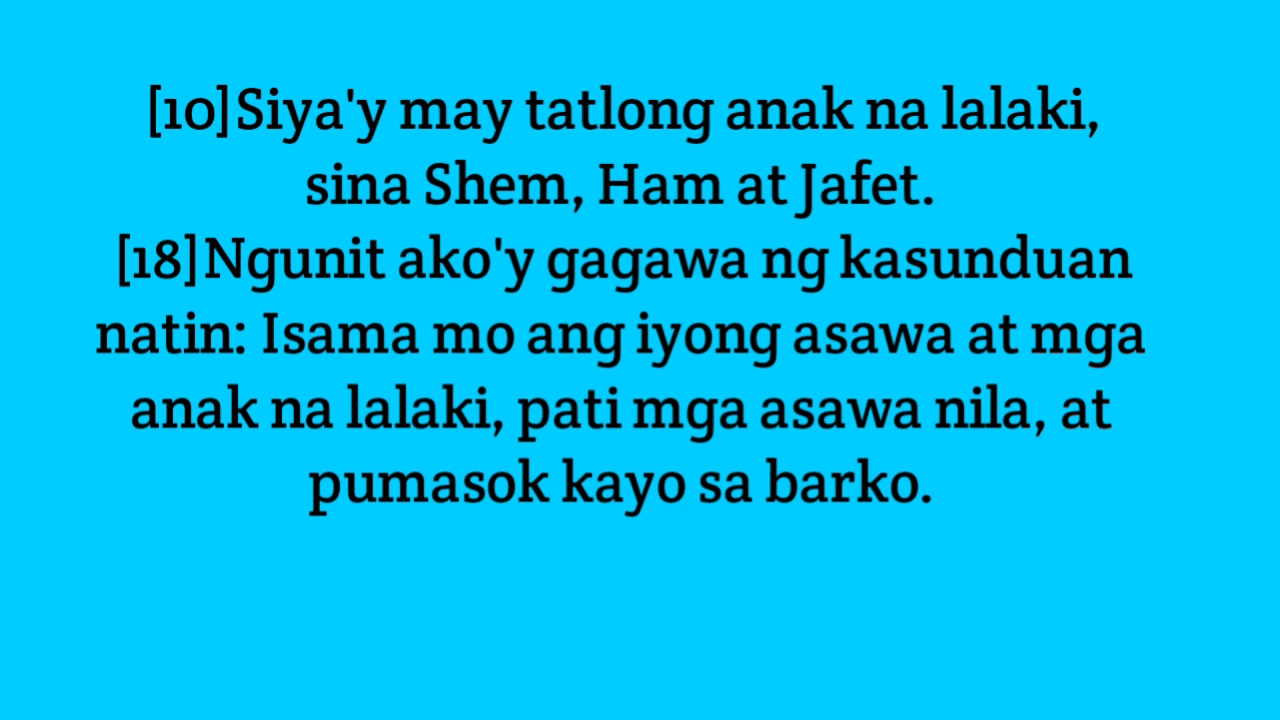 [10]Siya'y may tatlong anak na lalaki,
sina Shem, Ham at Jafet.
[18]Ngunit ako'y gagawa ng kasunduan
natin: Isama mo ang iyong asawa at mga
anak na lalaki, pati mga asawa nila, at
pumasok kayo sa barko.